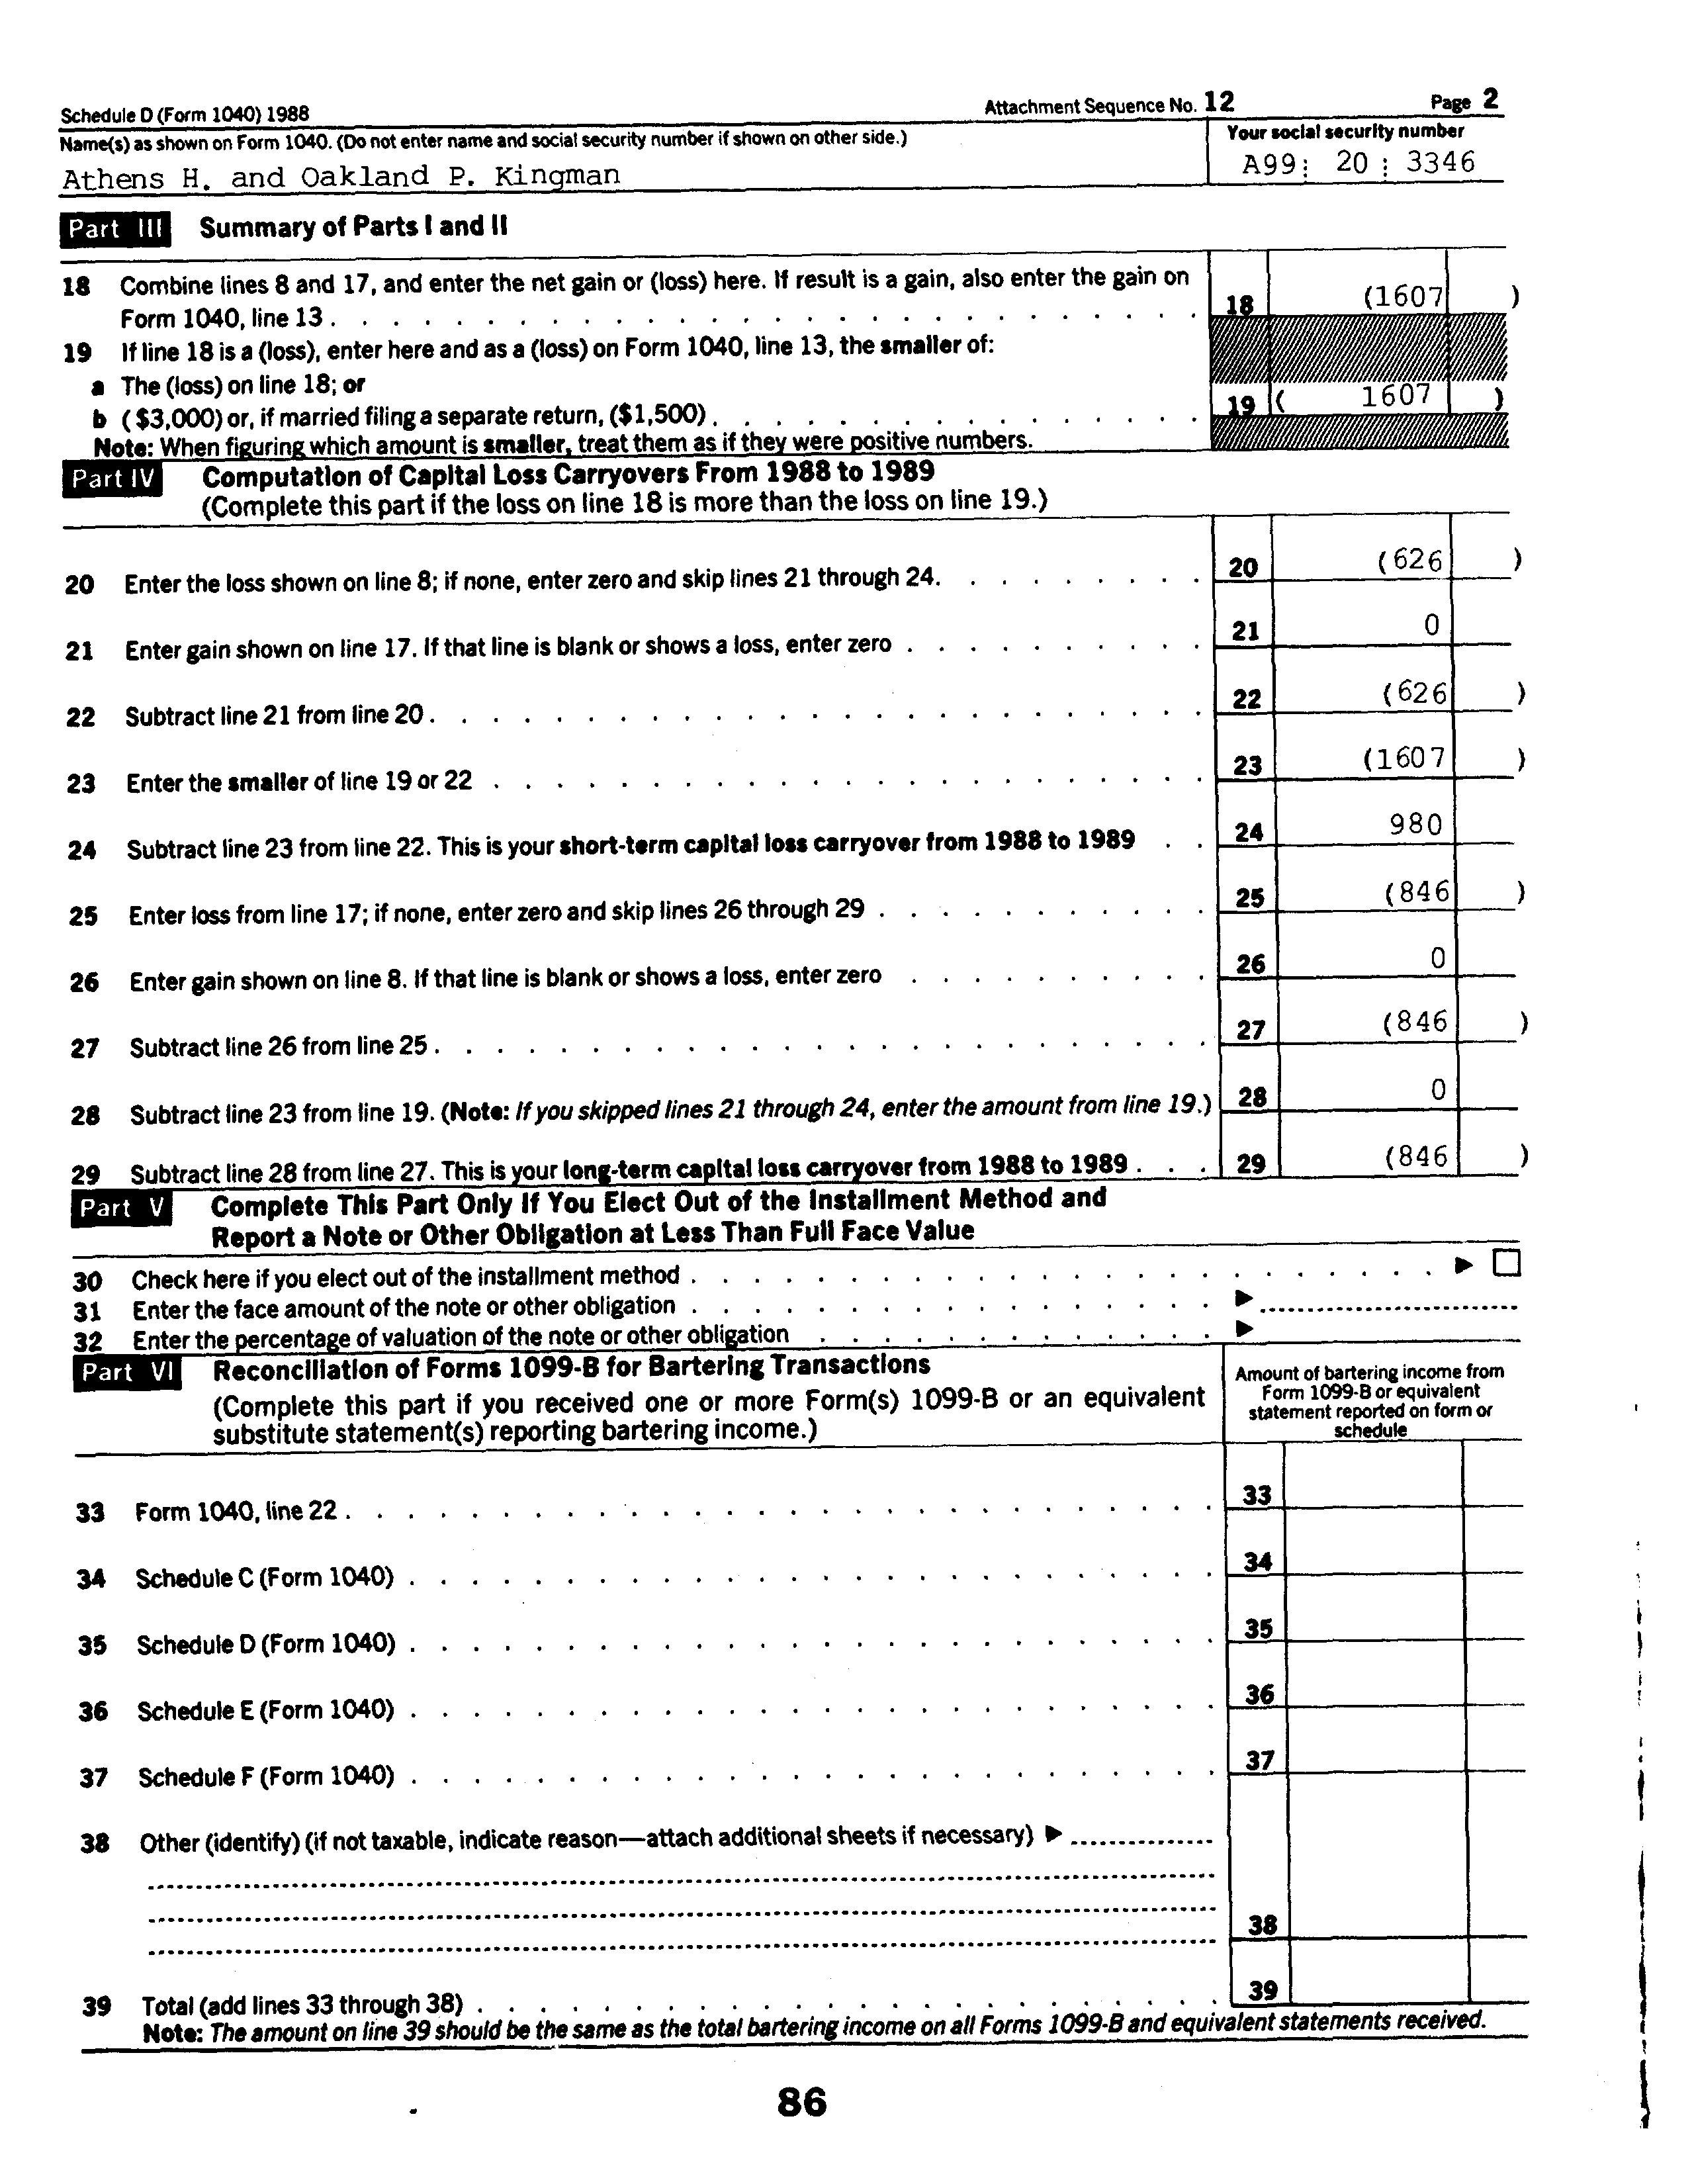 Schedule D (Form 1040) 1988 Attachment Sequence No. 12 Page 2
Name(s) as shown on Form 1040. (Do not enter name and social security number if shown on other side.) Your social security number
Athens H. and Oakland P. Kingman A99: 20 : 3346
Part III Summary of Parts I and II
18 Combine lines 8 and 17, and enter the net gain or (loss) here. If result is a gain, also enter the gain on
Form 1040, line 13 . . . . . . . . . . . . . . . . . . . . . . . . . . . . 18 (1607 )
19 If line 18 is a (loss), enter here and as a (loss) on Form 1040, line 13, the smaller of:
a The (loss) on line 18; or
b ($3,000) or, if married filing a separate return, ($1,500) . . . . . . . . . . . . . . . . 19 ( 1607 )
Note: When figuring which amount is smaller, treat them as if they were positive numbers.
Part IV Computation of Capital Loss Carryovers From 1988 to 1989
(Complete this part if the loss on line 18 is more than the loss on line 19.)
20 Enter the loss shown on line 8; if none, enter zero and skip lines 21 through 24. . . . . . . . . 20 (626 )
21 Enter gain shown on line 17. If that line is blank or shows a loss, enter zero . . . . . . . . . . 21 0
22 Subtract line 21 from line 20 . . . . . . . . . . . . . . . . . . . . . . . . . 22 (626 )
23 Enter the smaller of line 19 or 22 . . . . . . . . . . . . . . . . . . . . . . . 23 (1607 )
24 Subtract line 23 from line 22. This is your short-term capital loss carryover from 1988 to 1989 . . 24 980
25 Enter loss from line 17; if none, enter zero and skip lines 26 through 29 . . . . . . . . . . . 25 (846 )
26 Enter gain shown on line 8. If that line is blank or shows a loss, enter zero . . . . . . . . . . 26 0
27 Subtract line 26 from line 25 . . . . . . . . . . . . . . . . . . . . . . . . . 27 (846 )
28 Subtract line 23 from line 19. (Note: If you skipped lines 21 through 24, enter the amount from line 19.) 28 0
29 Subtract line 28 from line 27. This is your long-term capital loss carryover from 1988 to 1989 . . . 29 (846 )
Part V Complete This Part Only If You Elect Out of the Installment Method and
Report a Note or Other Obligation at Less Than Full Face Value
30 Check here if you elect out of the installment method . . . . . . . . . . . . . . . . . . . . . . . . ► ☐
31 Enter the face amount of the note or other obligation . . . . . . . . . . . . . . . . . ►
32 Enter the percentage of valuation of the note or other obligation . . . . . . . . . . . . . ►
Part VI Reconciliation of Forms 1099-B for Bartering Transactions
(Complete this part if you received one or more Form(s) 1099-B or an equivalent
substitute statement(s) reporting bartering income.)
Amount of bartering income from
Form 1099-B or equivalent
statement reported on form or
schedule
33 Form 1040, line 22 . . . . . . . . . . . . . . . . . . . . . . . . . . . . 33
34 Schedule C (Form 1040) . . . . . . . . . . . . . . . . . . . . . . . . . . 34
35 Schedule D (Form 1040) . . . . . . . . . . . . . . . . . . . . . . . . . . 35
36 Schedule E (Form 1040) . . . . . . . . . . . . . . . . . . . . . . . . . . 36
37 Schedule F (Form 1040) . . . . . . . . . . . . . . . . . . . . . . . . . . 37
38 Other (identify) (if not taxable, indicate reason—attach additional sheets if necessary) ► ...............
38
39 Total (add lines 33 through 38) . . . . . . . . . . . . . . . . . . . . . . . . 39
Note: The amount on line 39 should be the same as the total bartering income on all Forms 1099-B and equivalent statements received.
86